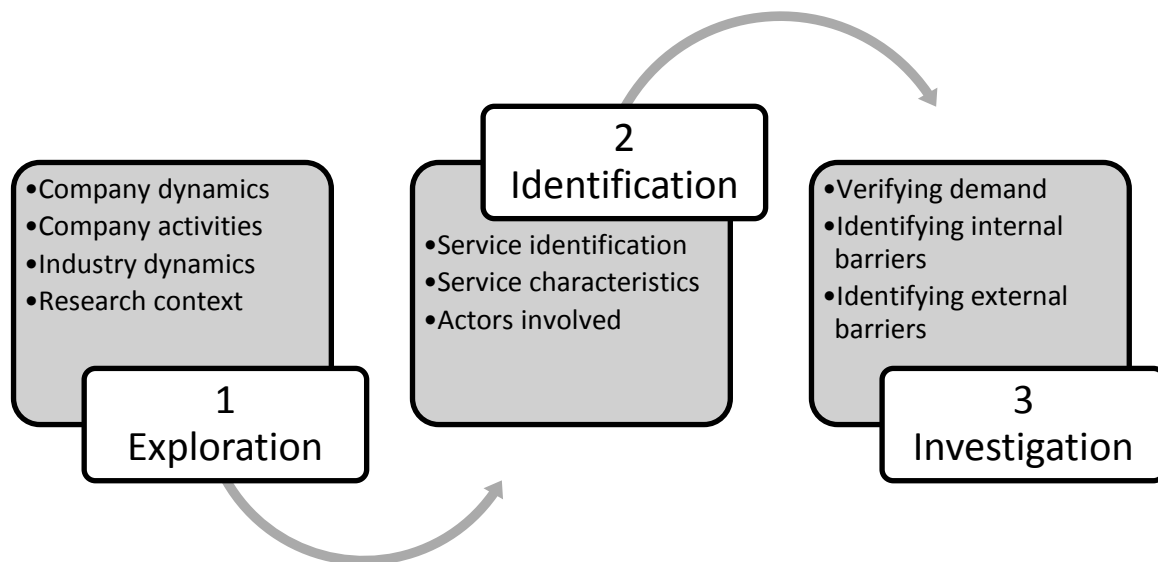 •Company dynamics
•Company activities
•Industry dynamics
•Research context
1
Exploration
2
Identification
•Service identification
•Service characteristics
•Actors involved
•Verifying demand
•Identifying internal
barriers
•Identifying external
barriers
3
Investigation